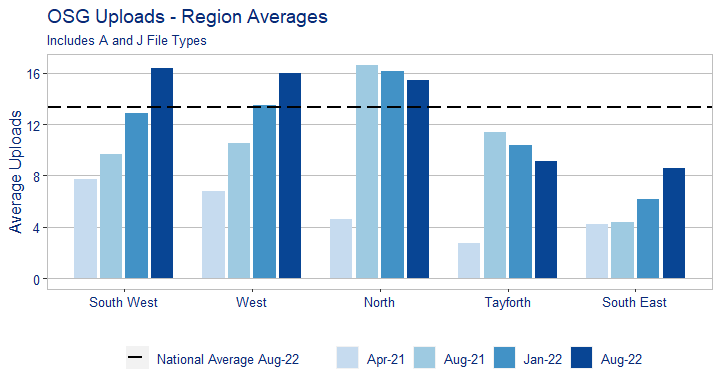 OSG Uploads - Region Averages
Includes A and J File Types
Average Uploads
16
12
8
4
0
South West West North Tayforth South East
National Average Aug-22 Apr-21 Aug-21 Jan-22 Aug-22